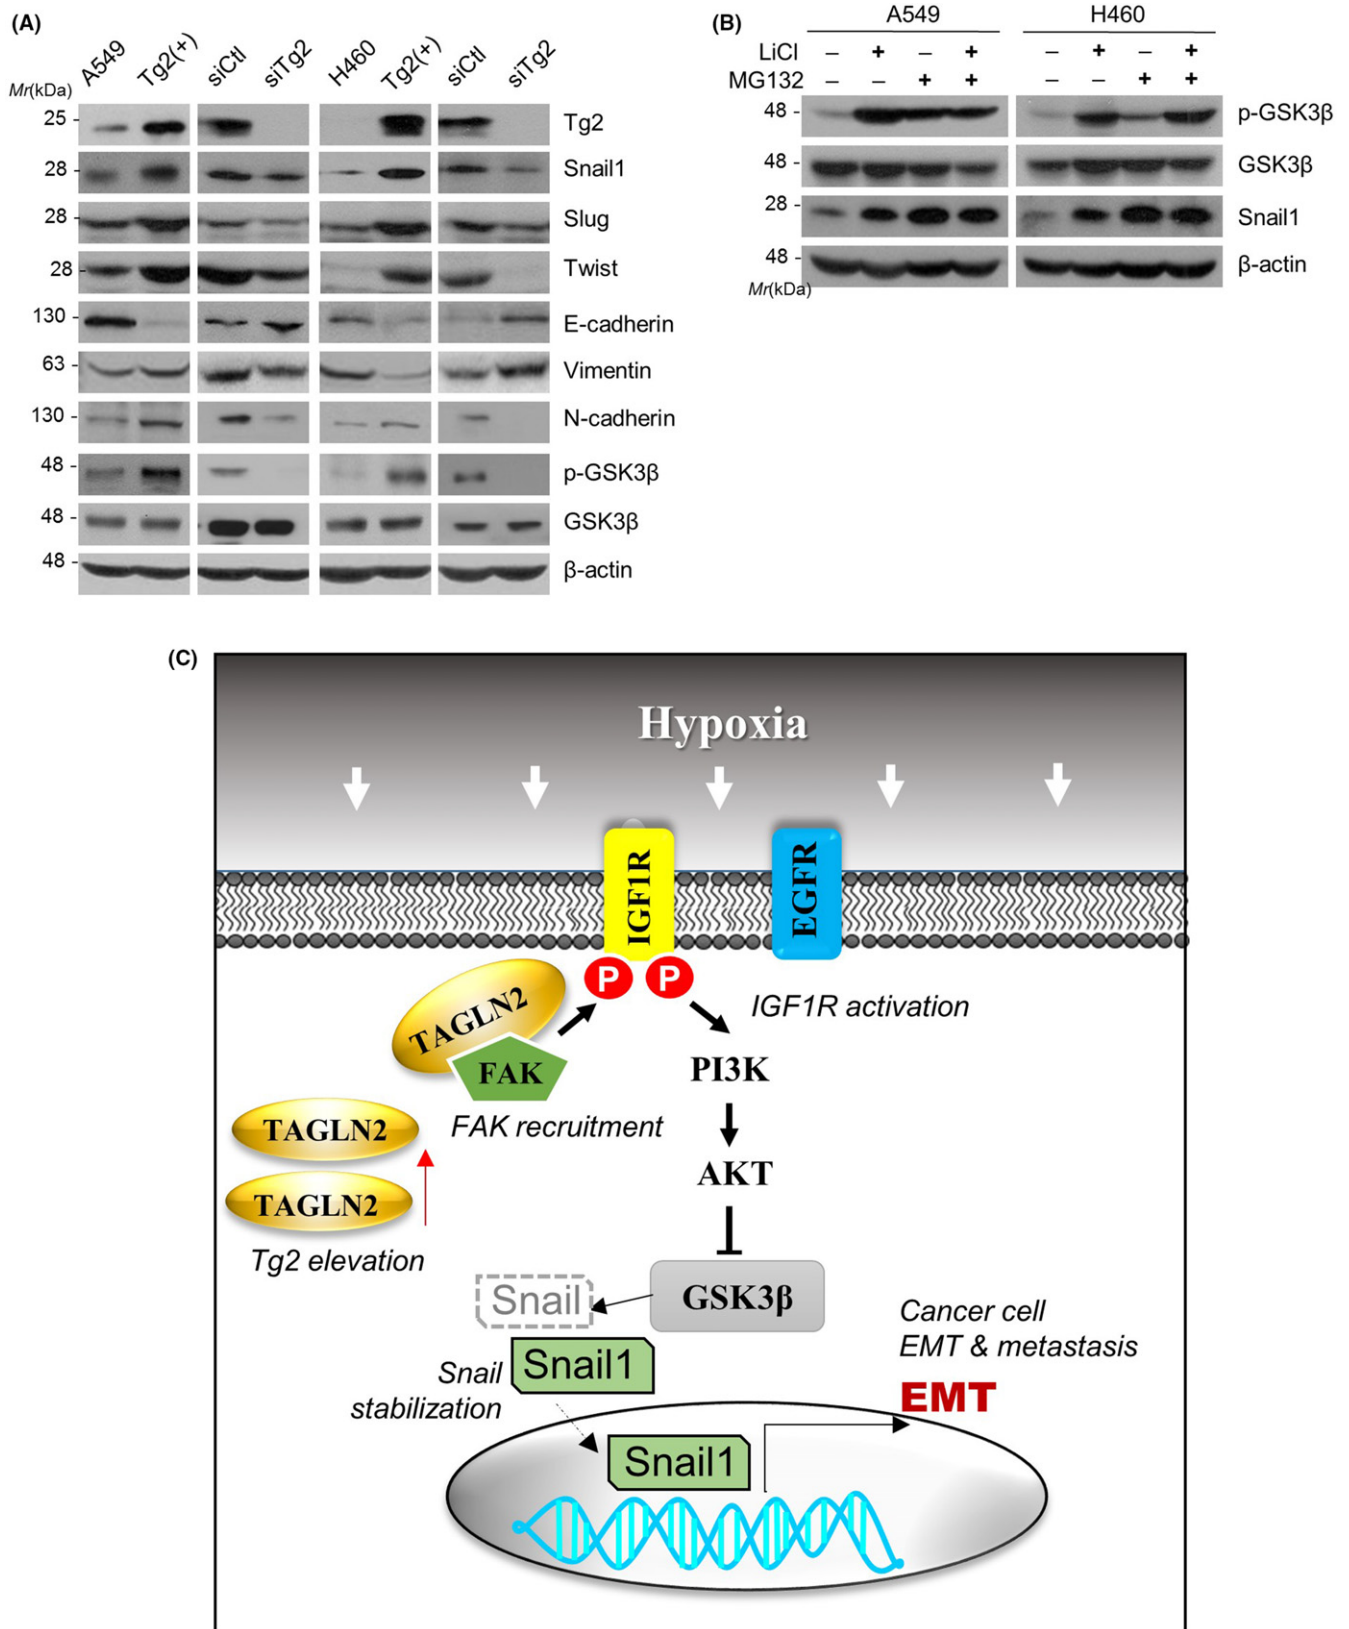 (A)
A549 Tg2(+) siCtl siTg2 H460 Tg2(+) siCtl siTg2
Mr(kDa)
25 - Tg2
28 - Snail1
28 - Slug
28 - Twist
130 - E-cadherin
63 - Vimentin
130 - N-cadherin
48 - p-GSK3β
48 - GSK3β
48 - β-actin
(B)
A549 H460
LiCl – + – + – + – +
MG132 – – + + – – + +
48 - p-GSK3β
48 - GSK3β
28 - Snail1
48 - β-actin
Mr(kDa)
(C)
Hypoxia
IGF1R
EGFR
P P
TAGLN2
IGF1R activation
FAK
PI3K
FAK recruitment
TAGLN2
AKT
TAGLN2
Tg2 elevation
Snail
GSK3β
Cancer cell
EMT & metastasis
Snail1
Snail
stabilization
EMT
Snail1